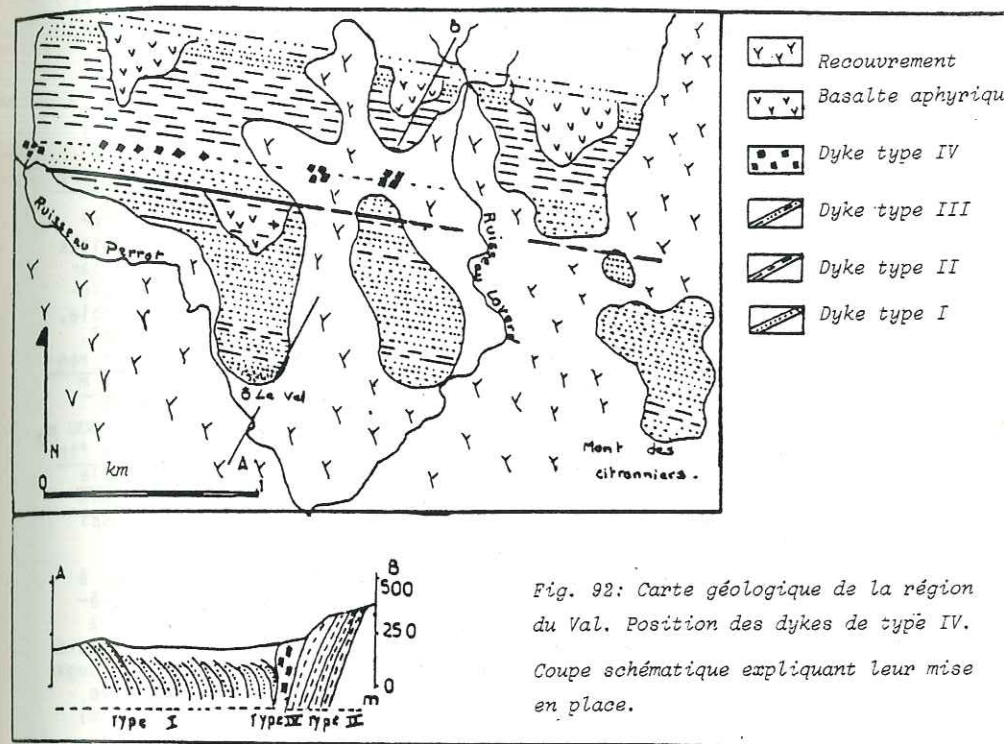 B
Ruisseau Perrot
Ruisseau Loyers
δ Le Val
A
N
km
0 1
Mont des
citronniers.
Recouvrement
Basalte aphyriqu
Dyke type IV
Dyke type III
Dyke type II
Dyke type I
A
B
500
250
0
m
Type I Type IV Type II
Fig. 92: Carte géologique de la région
du Val. Position des dykes de type IV.
Coupe schématique expliquant leur mise
en place.